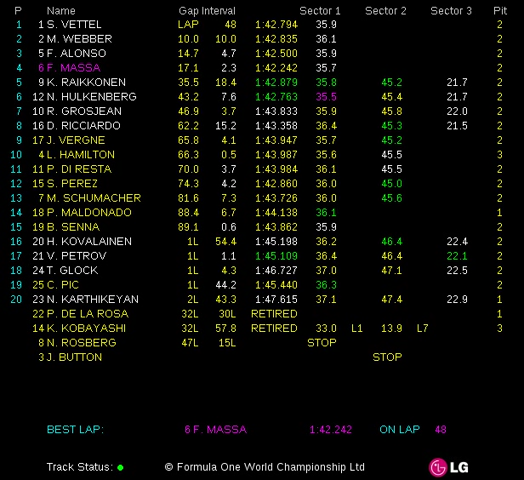 P Name Gap Interval Sector 1 Sector 2 Sector 3 Pit
1 1 S. VETTEL LAP 48 1:42.794 35.9 2
2 2 M. WEBBER 10.0 10.0 1:42.835 36.1 2
3 5 F. ALONSO 14.7 4.7 1:42.500 35.9 2
4 6 F. MASSA 17.1 2.3 1:42.242 35.7 2
5 9 K. RAIKKONEN 35.5 18.4 1:42.879 35.8 45.2 21.7 2
6 12 N. HULKENBERG 43.2 7.6 1:42.763 35.5 45.4 21.7 2
7 10 R. GROSJEAN 46.9 3.7 1:43.833 35.9 45.8 22.0 2
8 16 D. RICCIARDO 62.2 15.2 1:43.358 36.4 45.3 21.5 2
9 17 J. VERGNE 65.8 4.1 1:43.947 35.7 45.2 2
10 4 L. HAMILTON 66.3 0.5 1:43.987 35.6 45.5 3
11 11 P. DI RESTA 70.0 3.7 1:43.984 36.1 45.5 2
12 15 S. PEREZ 74.3 4.2 1:42.860 36.0 45.0 2
13 7 M. SCHUMACHER 81.6 7.3 1:43.726 36.0 45.6 2
14 18 P. MALDONADO 88.4 6.7 1:44.138 36.1 1
15 19 B. SENNA 89.1 0.6 1:43.862 35.9 2
16 20 H. KOVALAINEN 1L 54.4 1:45.198 36.2 46.4 22.4 2
17 21 V. PETROV 1L 1.1 1:45.109 36.4 46.4 22.1 2
18 24 T. GLOCK 1L 4.3 1:46.727 37.0 47.1 22.5 2
19 25 C. PIC 1L 44.2 1:45.440 36.3 2
20 23 N. KARTHIKEYAN 2L 43.3 1:47.615 37.1 47.4 22.9 1
22 P. DE LA ROSA 32L 30L RETIRED 1
14 K. KOBAYASHI 32L 57.8 RETIRED 33.0 L1 13.9 L7 2
8 N. ROSBERG 47L 15L STOP
3 J. BUTTON STOP
BEST LAP: 6 F. MASSA 1:42.242 ON LAP 48
Track Status: © Formula One World Championship Ltd LG